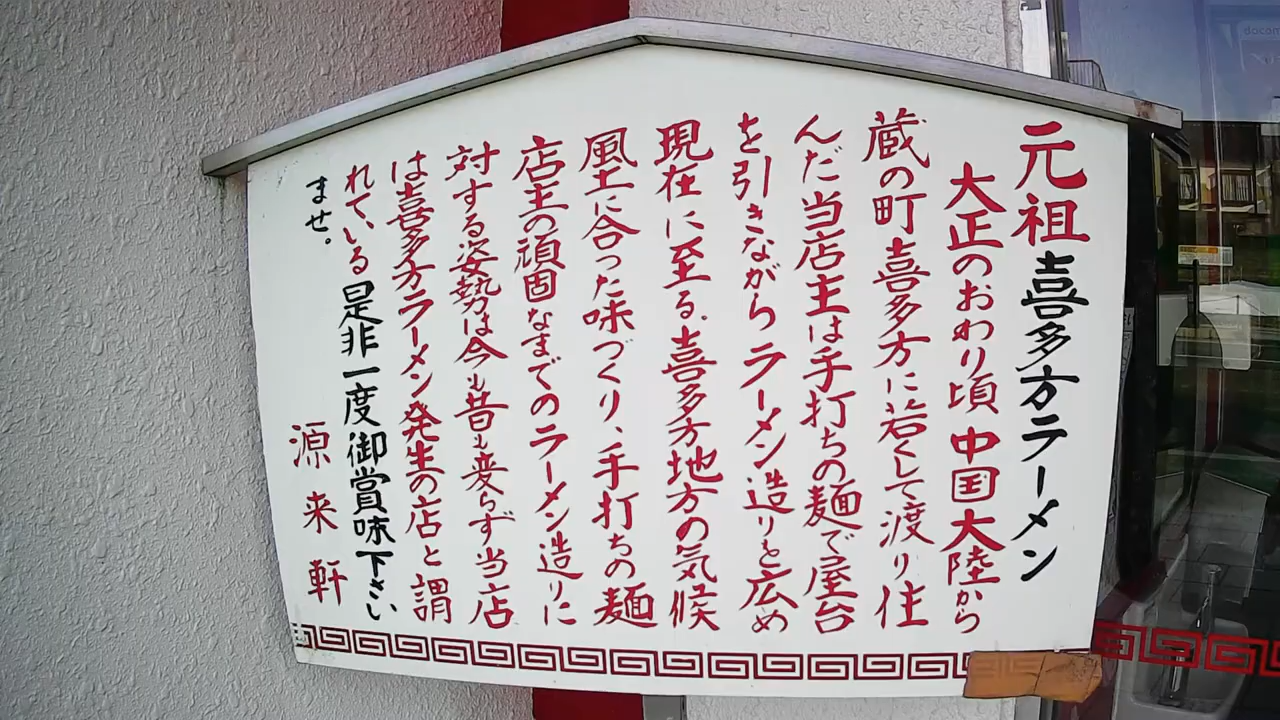 元祖喜多方ラーメン
大正のおわり頃中国大陸から
蔵の町喜多方に若くして渡り住
んだ当店主は手打ちの麺で屋台
を引きながらラーメン造りを広め
現在に至る.喜多方地方の気候
風土に合った味づくり、手打ちの麺
店主の頑固なまでのラーメン造りに
対する姿勢は今も昔も変らず当店
は喜多方ラーメン発生の店と謂
れている是非一度御賞味下さい
ませ。
源来軒
docom